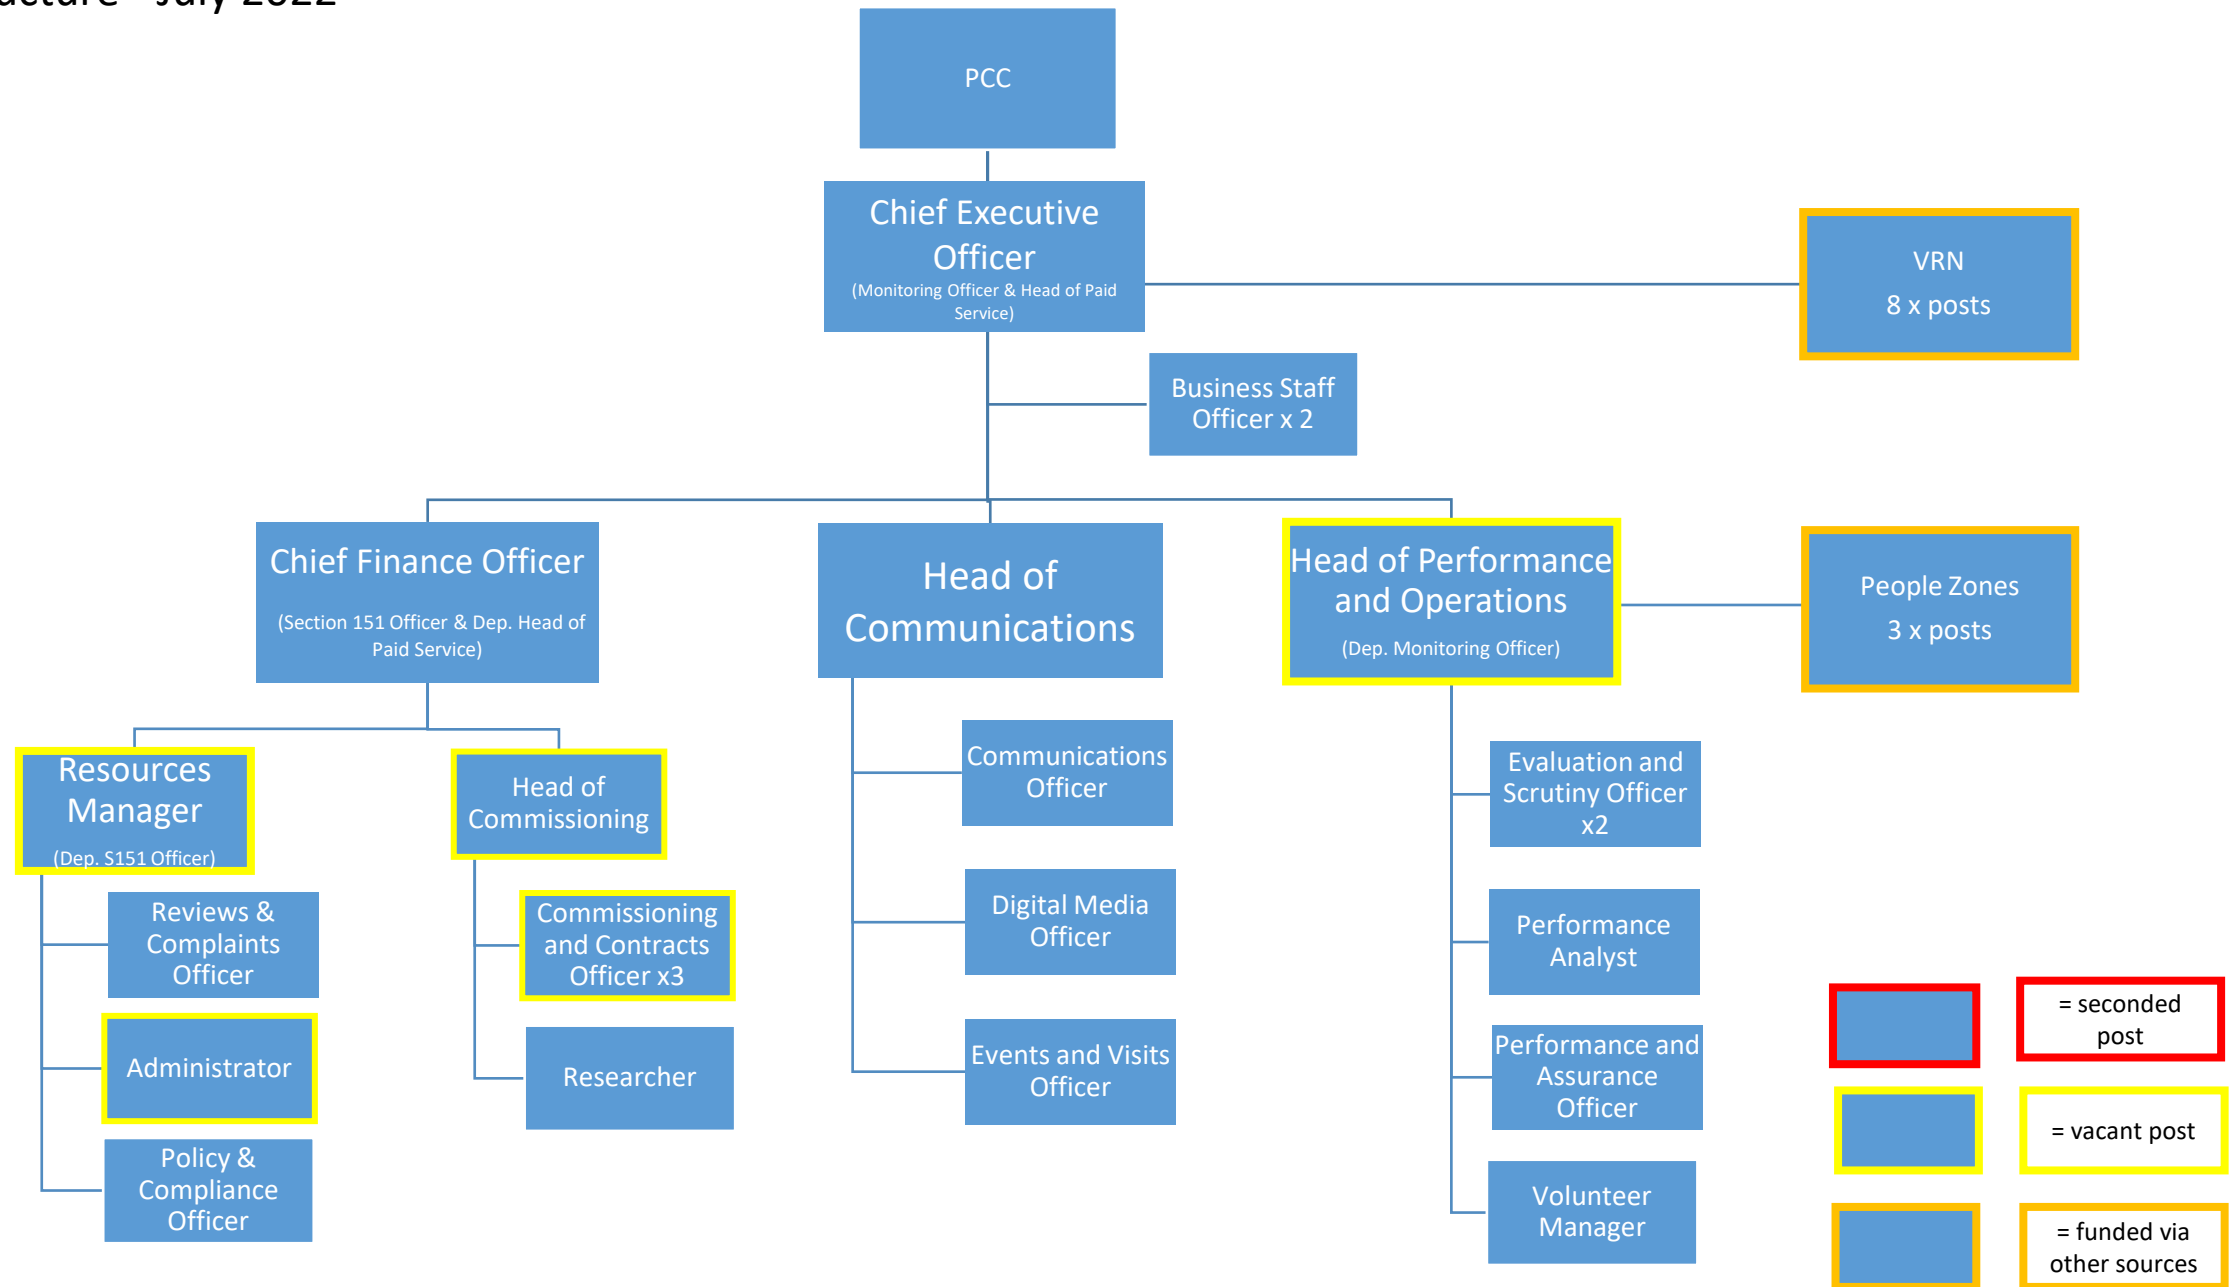 July 2022
PCC
Chief Executive
Officer
(Monitoring Officer & Head of Paid
Service)
VRN
8 x posts
Business Staff
Officer x 2
Chief Finance Officer
(Section 151 Officer & Dep. Head of
Paid Service)
Head of
Communications
Head of Performance
and Operations
(Dep. Monitoring Officer)
People Zones
3 x posts
Resources
Manager
(Dep. S151 Officer)
Head of
Commissioning
Reviews &
Complaints
Officer
Administrator
Policy &
Compliance
Officer
Commissioning
and Contracts
Officer x3
Researcher
Communications
Officer
Digital Media
Officer
Events and Visits
Officer
Evaluation and
Scrutiny Officer
x2
Performance
Analyst
Performance and
Assurance
Officer
Volunteer
Manager
= seconded
post
= vacant post
= funded via
other sources